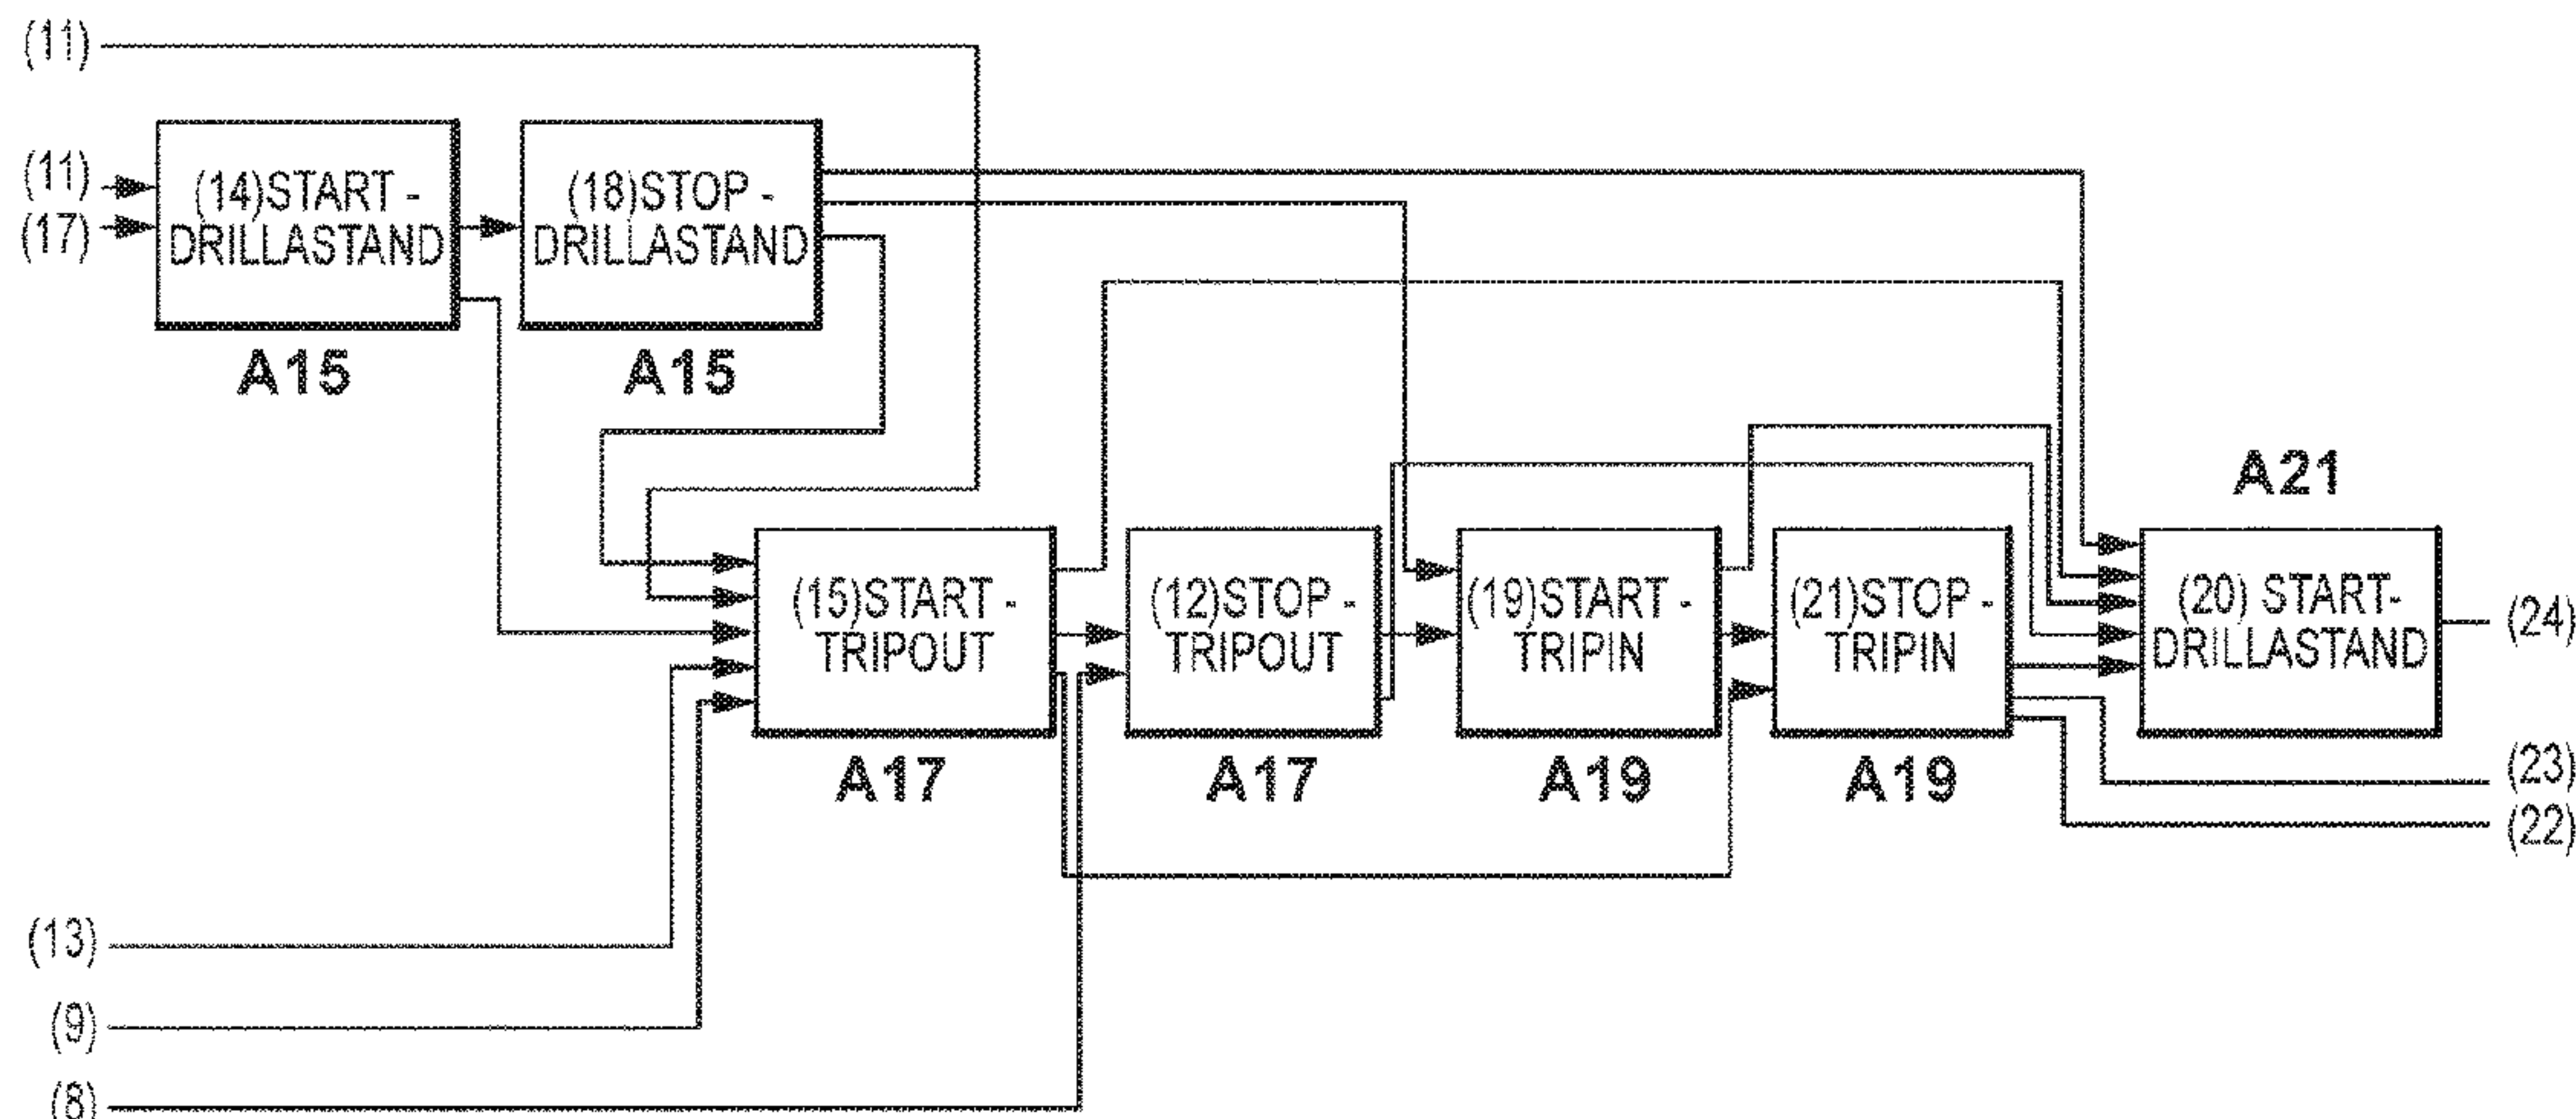 (11)
(11)
(17)
(14)START -
DRILLASTAND
A15
(18)STOP -
DRILLASTAND
A15
(15)START -
TRIPOUT
A17
(12)STOP -
TRIPOUT
A17
(19)START -
TRIPIN
A19
(21)STOP -
TRIPIN
A19
A21
(20) START-
DRILLASTAND
(24)
(23)
(22)
(13)
(9)
(8)